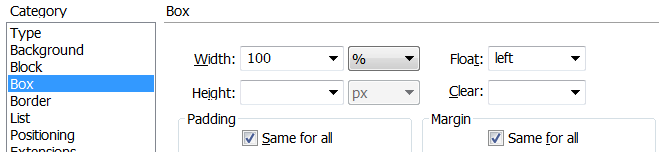 Category
Box
Type
Background
Block
Box
Border
List
Positioning
Extensions
Width: 100 % Float: left
Height: px Clear:
Padding Margin
Same for all Same for all